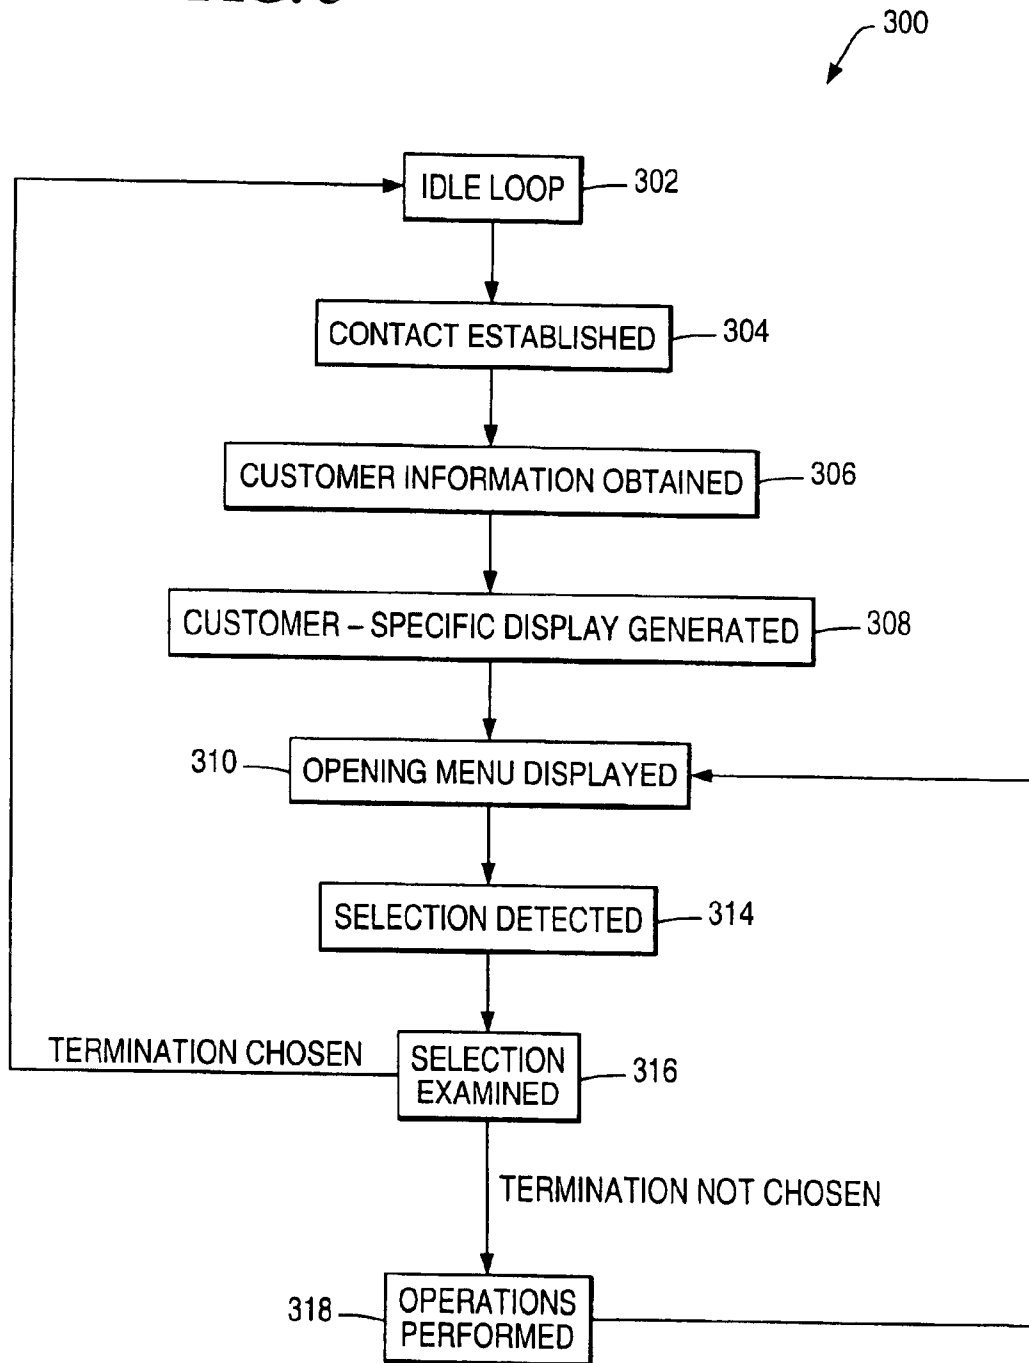 300
IDLE LOOP
302
CONTACT ESTABLISHED
304
CUSTOMER INFORMATION OBTAINED
306
CUSTOMER – SPECIFIC DISPLAY GENERATED
308
310
OPENING MENU DISPLAYED
SELECTION DETECTED
314
TERMINATION CHOSEN
SELECTION
EXAMINED
316
TERMINATION NOT CHOSEN
318
OPERATIONS
PERFORMED